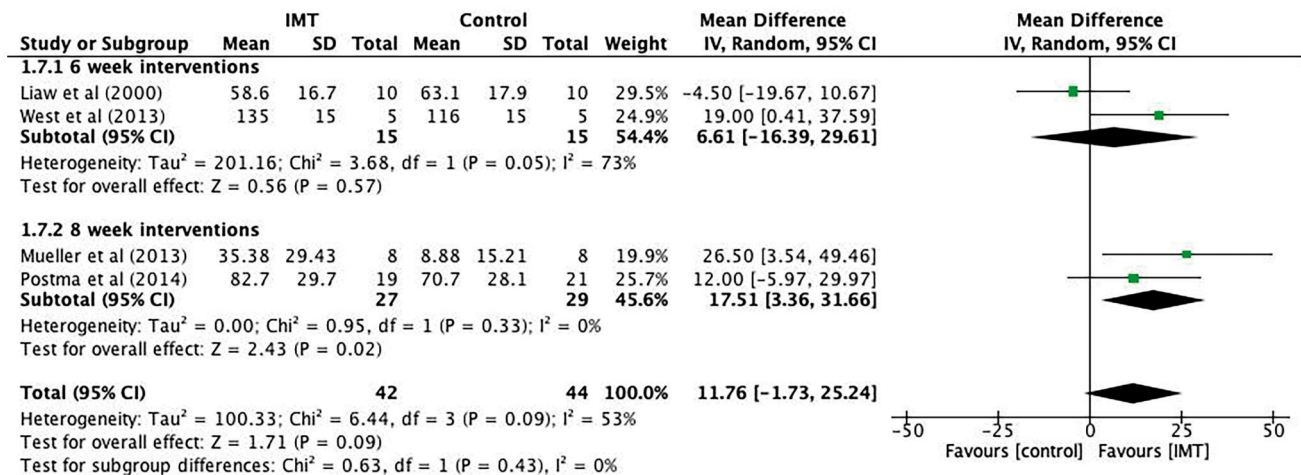 IMT Control Mean Difference Mean Difference
Study or Subgroup Mean SD Total Mean SD Total Weight IV, Random, 95% CI IV, Random, 95% CI
1.7.1 6 week interventions
Liaw et al (2000) 58.6 16.7 10 63.1 17.9 10 29.5% −4.50 [−19.67, 10.67]
West et al (2013) 135 15 5 116 15 5 24.9% 19.00 [0.41, 37.59]
Subtotal (95% CI) 15 15 54.4% 6.61 [−16.39, 29.61]
Heterogeneity: Tau² = 201.16; Chi² = 3.68, df = 1 (P = 0.05); I² = 73%
Test for overall effect: Z = 0.56 (P = 0.57)
1.7.2 8 week interventions
Mueller et al (2013) 35.38 29.43 8 8.88 15.21 8 19.9% 26.50 [3.54, 49.46]
Postma et al (2014) 82.7 29.7 19 70.7 28.1 21 25.7% 12.00 [−5.97, 29.97]
Subtotal (95% CI) 27 29 45.6% 17.51 [3.36, 31.66]
Heterogeneity: Tau² = 0.00; Chi² = 0.95, df = 1 (P = 0.33); I² = 0%
Test for overall effect: Z = 2.43 (P = 0.02)
Total (95% CI) 42 44 100.0% 11.76 [−1.73, 25.24]
Heterogeneity: Tau² = 100.33; Chi² = 6.44, df = 3 (P = 0.09); I² = 53%
Test for overall effect: Z = 1.71 (P = 0.09)
Test for subgroup differences: Chi² = 0.63, df = 1 (P = 0.43), I² = 0%
−50 −25 0 25 50
Favours [control] Favours [IMT]